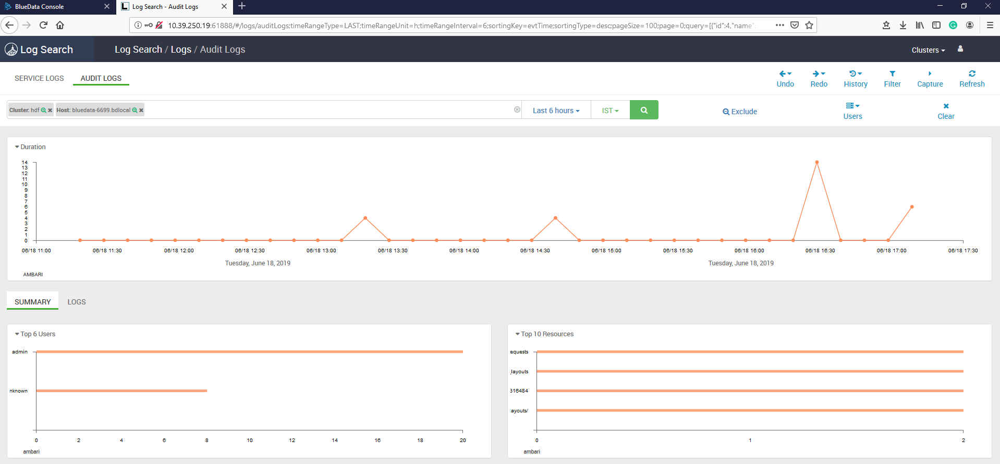 BlueData Console
Log Search - Audit Logs
10.39.250.19:61888/#/logs/auditLogs;timeRangeType=LAST;timeRangeUnit=h;timeRangeInterval=6;sortingKey=evtTime;sortingType=desc;pageSize=100;page=0;query=[{"id":4,"name"
Log Search
Log Search / Logs / Audit Logs
Clusters
SERVICE LOGS
AUDIT LOGS
Undo
Redo
History
Filter
Capture
Refresh
Cluster: hdf
Host: bluedata-6699.bdlocal
Last 6 hours
IST
Exclude
Users
Clear
Duration
14
13
12
11
10
9
8
7
6
5
4
3
2
1
0
06/18 11:00 06/18 11:30 06/18 12:00 06/18 12:30 06/18 13:00 06/18 13:30 06/18 14:00 06/18 14:30 06/18 15:00 06/18 15:30 06/18 16:00 06/18 16:30 06/18 17:00 06/18 17:30
Tuesday, June 18, 2019 Tuesday, June 18, 2019
AMBARI
SUMMARY
LOGS
Top 6 Users
admin
nknown
0 2 4 6 8 10 12 14 16 18 20
ambari
Top 10 Resources
equests
_layouts
316484
layouts/
0 1 2
ambari